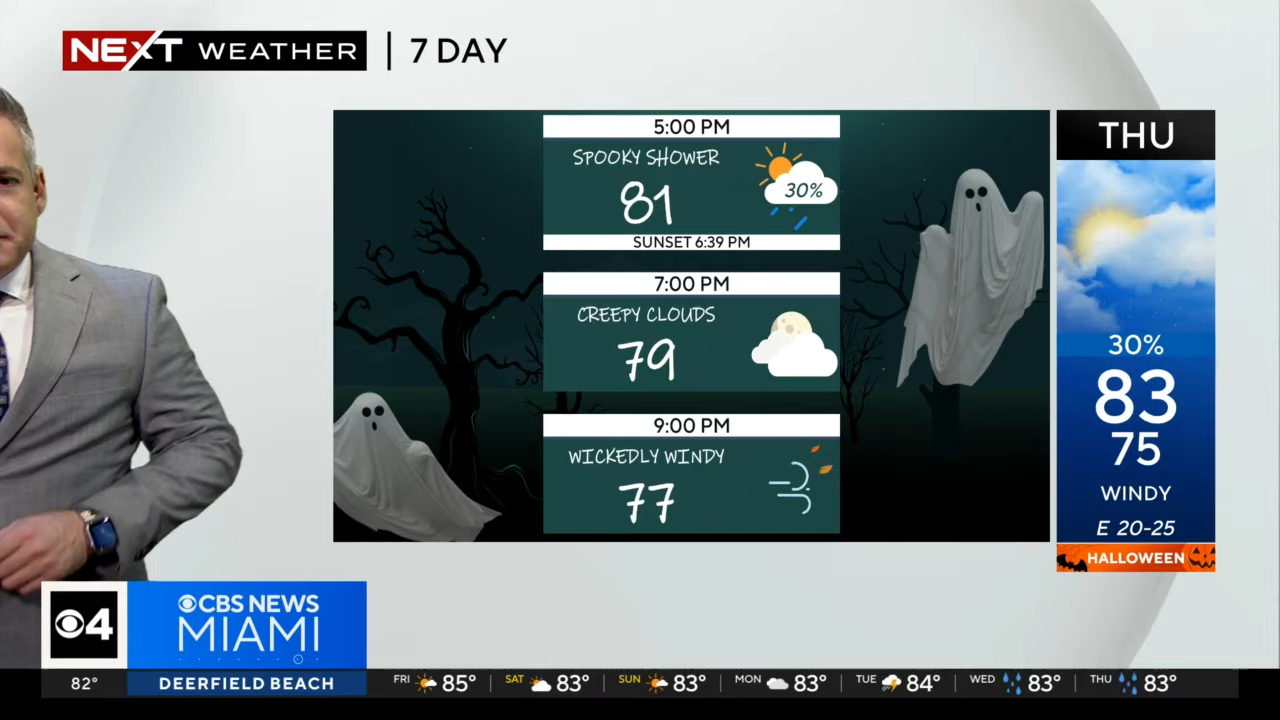 NEXT WEATHER | 7 DAY
5:00 PM
SPOOKY SHOWER
81
30%
SUNSET 6:39 PM
7:00 PM
CREEPY CLOUDS
79
9:00 PM
WICKEDLY WINDY
77
THU
30%
83
75
WINDY
E 20-25
HALLOWEEN
4
CBS NEWS
MIAMI
82° DEERFIELD BEACH FRI 85° | SAT 83° | SUN 83° | MON 83° | TUE 84° | WED 83° | THU 83°